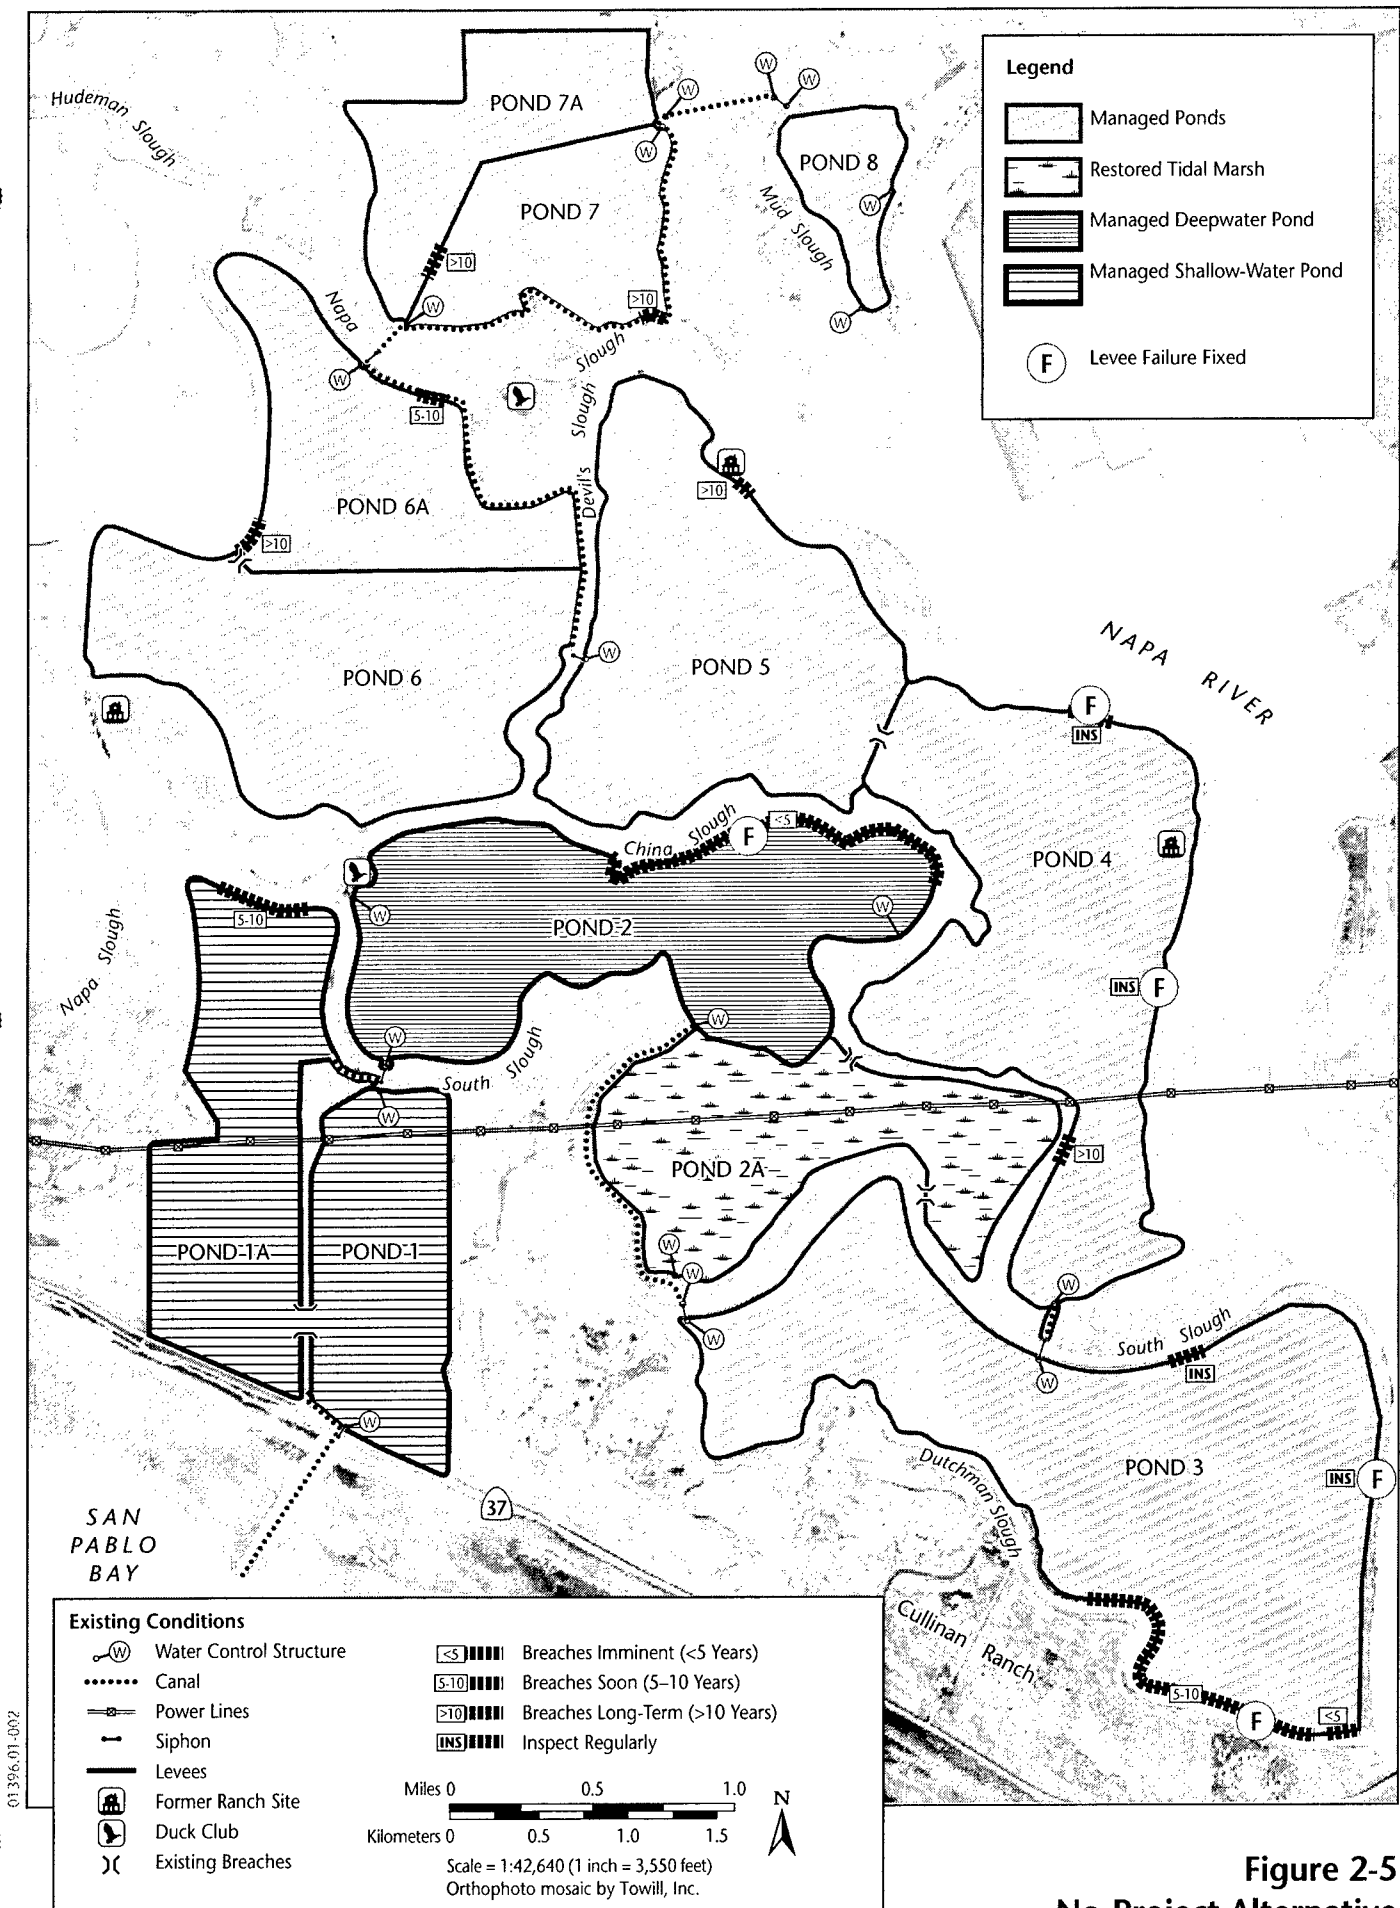 Hudeman Slough
POND 7A
W
W
W
W
Legend
Managed Ponds
Restored Tidal Marsh
Managed Deepwater Pond
Managed Shallow-Water Pond
F Levee Failure Fixed
POND 8
W
Mud Slough
W
POND 7
>10
W
>10
Napa Slough
W
5-10
Devil's Slough
>10
POND 6A
>10
W
POND 6
POND 5
NAPA RIVER
F
INS
China Slough
F
<5
POND 4
W
W
5-10
POND 2
Napa Slough
INS F
W
W
South Slough
W
POND 2A
>10
POND 1A
POND 1
W
W
W
W
South Slough
INS
W
W
POND 3
INS F
Dutchman Slough
37
SAN
PABLO
BAY
Cullinan Ranch
5-10
F
<5
Existing Conditions
W Water Control Structure
Canal
Power Lines
Siphon
Levees
Former Ranch Site
Duck Club
Existing Breaches
<5 Breaches Imminent (<5 Years)
5-10 Breaches Soon (5–10 Years)
>10 Breaches Long-Term (>10 Years)
INS Inspect Regularly
Miles 0 0.5 1.0
Kilometers 0 0.5 1.0 1.5
N
Scale = 1:42,640 (1 inch = 3,550 feet)
Orthophoto mosaic by Towill, Inc.
01396.01-002
Figure 2-5
No-Project Alternative